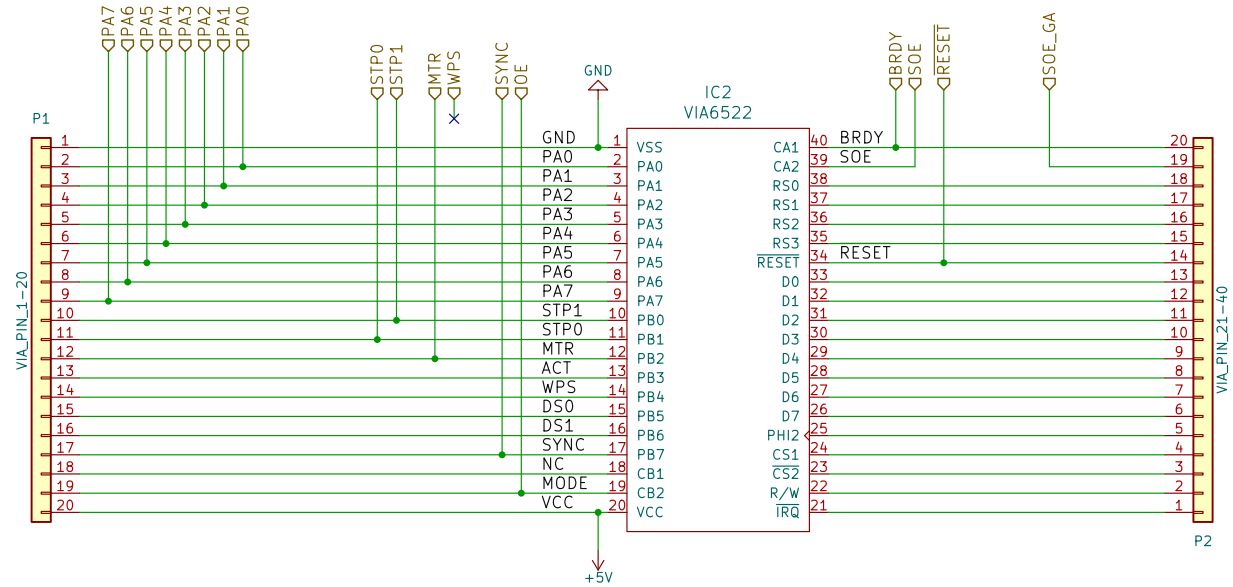 PA7 PA6 PA5 PA4 PA3 PA2 PA1 PA0
STP0 STP1 MTR WPS SYNC OE
BRDY SOE RESET SOE_GA
GND
IC2
VIA6522
P1
VIA_PIN_1-20
1 GND 1 VSS CA1 40 BRDY 20
2 PA0 2 PA0 CA2 39 SOE 19
3 PA1 3 PA1 RS0 38 18
4 PA2 4 PA2 RS1 37 17
5 PA3 5 PA3 RS2 36 16
6 PA4 6 PA4 RS3 35 15
7 PA5 7 PA5 RESET 34 RESET 14
8 PA6 8 PA6 D0 33 13
9 PA7 9 PA7 D1 32 12
10 STP1 10 PB0 D2 31 11
11 STP0 11 PB1 D3 30 10
12 MTR 12 PB2 D4 29 9
13 ACT 13 PB3 D5 28 8
14 WPS 14 PB4 D6 27 7
15 DS0 15 PB5 D7 26 6
16 DS1 16 PB6 PHI2 25 5
17 SYNC 17 PB7 CS1 24 4
18 NC 18 CB1 CS2 23 3
19 MODE 19 CB2 R/W 22 2
20 VCC 20 VCC IRQ 21 1
VIA_PIN_21-40
P2
+5V